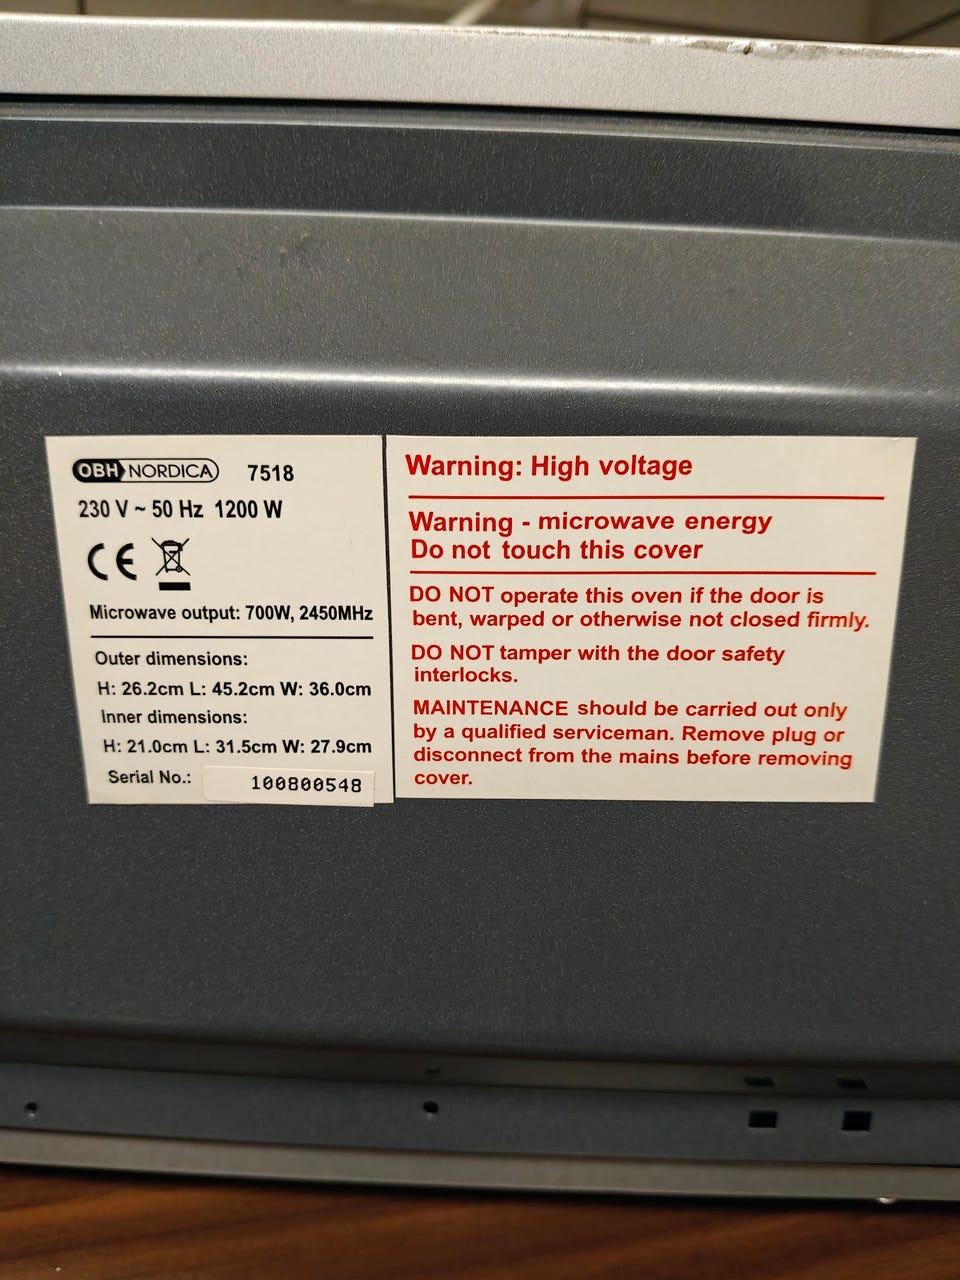 OBH NORDICA 7518
230 V ~ 50 Hz 1200 W
CE
Microwave output: 700W, 2450MHz
Outer dimensions:
H: 26.2cm L: 45.2cm W: 36.0cm
Inner dimensions:
H: 21.0cm L: 31.5cm W: 27.9cm
Serial No.: 100800548
Warning: High voltage
Warning - microwave energy
Do not touch this cover
DO NOT operate this oven if the door is
bent, warped or otherwise not closed firmly.
DO NOT tamper with the door safety
interlocks.
MAINTENANCE should be carried out only
by a qualified serviceman. Remove plug or
disconnect from the mains before removing
cover.